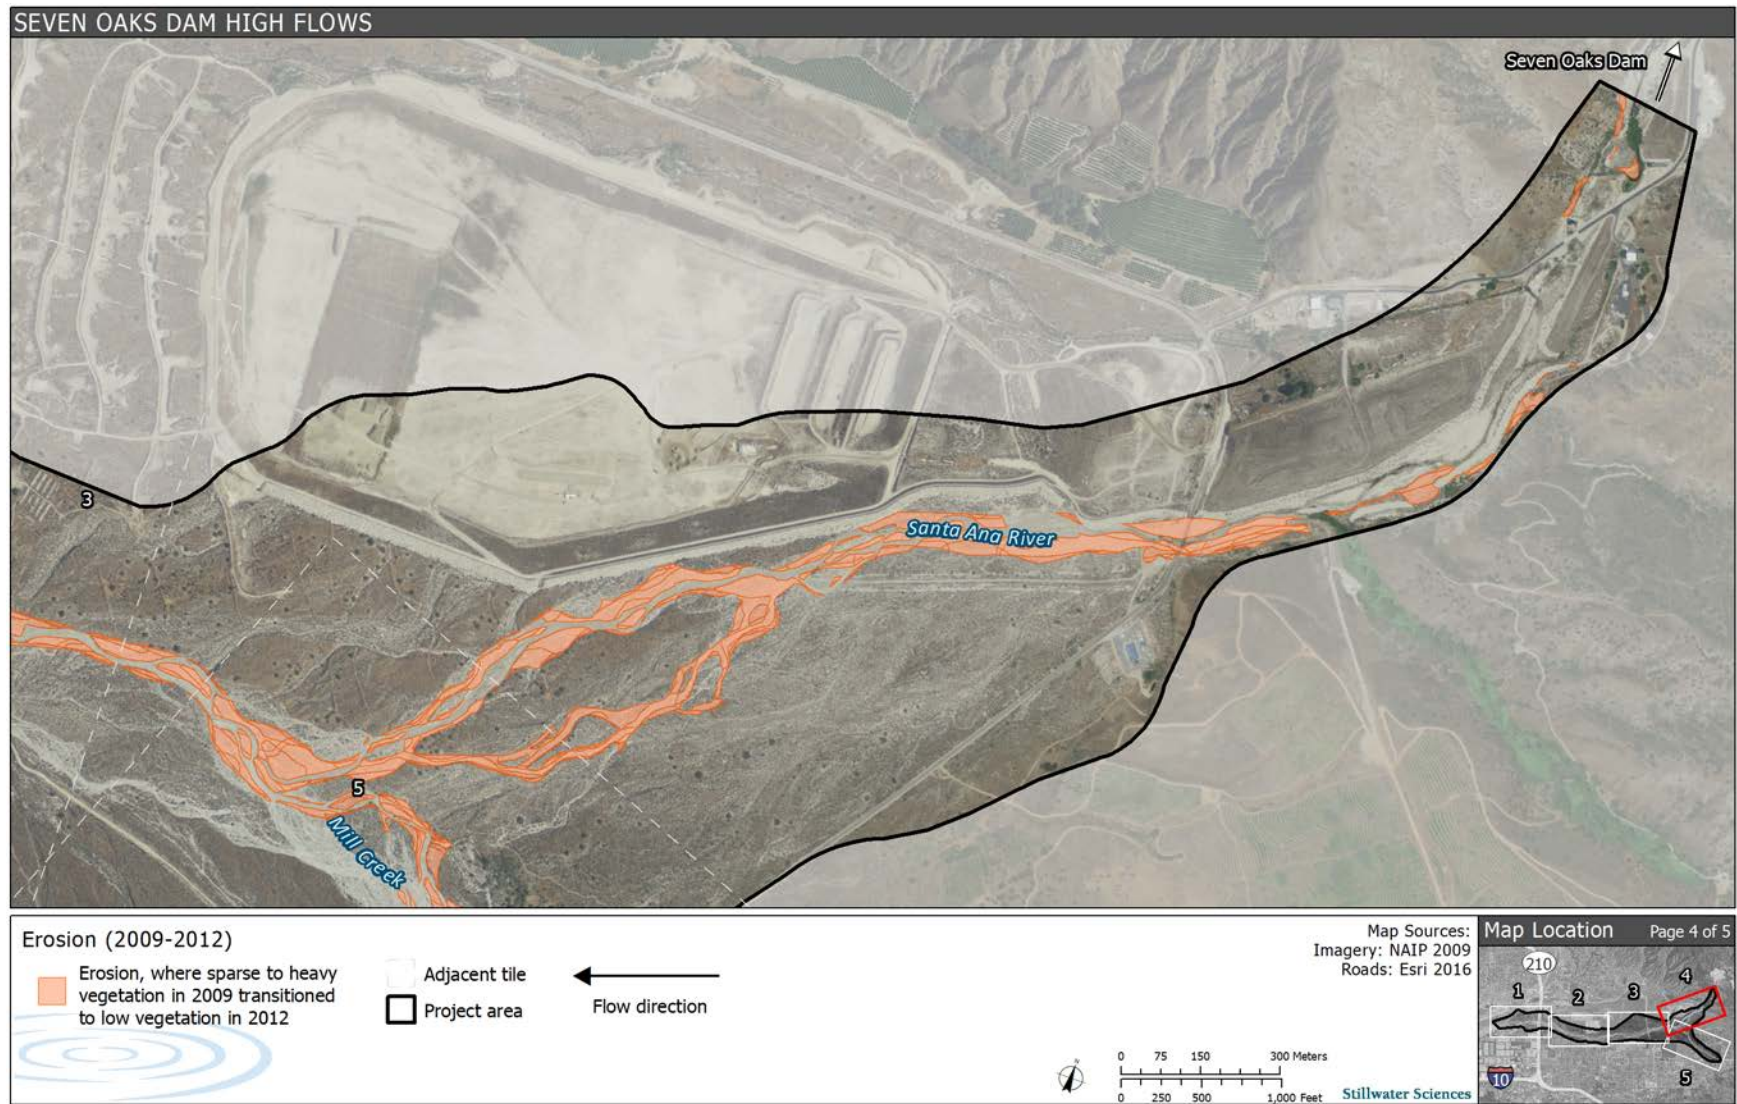 SEVEN OAKS DAM HIGH FLOWS
Seven Oaks Dam
3
Santa Ana River
5
Mill Creek
Erosion (2009-2012)
Erosion, where sparse to heavy
vegetation in 2009 transitioned
to low vegetation in 2012
Adjacent tile
Project area
Flow direction
Map Sources:
Imagery: NAIP 2009
Roads: Esri 2016
N
0 75 150 300 Meters
0 250 500 1,000 Feet
Stillwater Sciences
Map Location Page 4 of 5
210
1
2
3
4
10
5